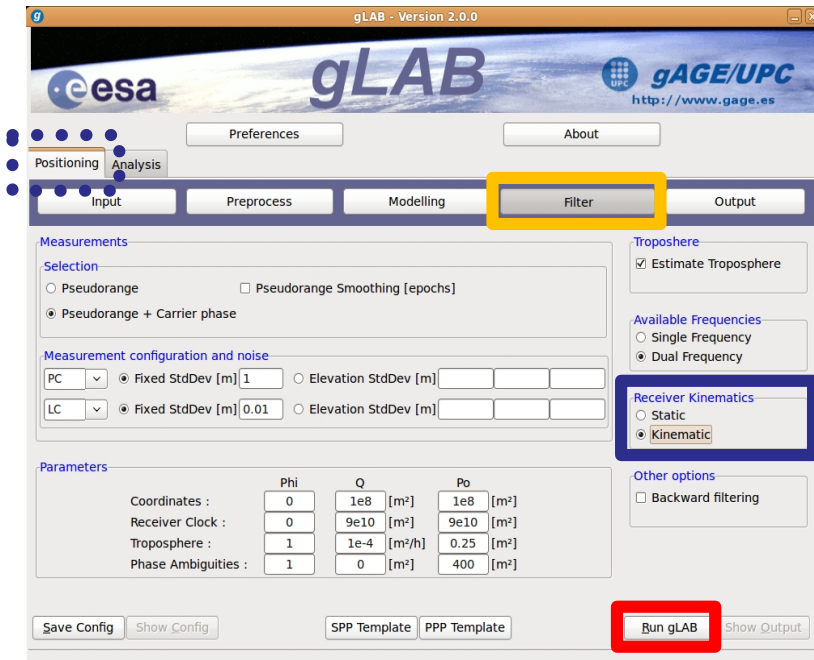 gLAB - Version 2.0.0
esa
gLAB
gAGE/UPC
http://www.gage.es
UPC
Preferences
About
Positioning
Analysis
Input
Preprocess
Modelling
Filter
Output
Measurements
Selection
Pseudorange
Pseudorange Smoothing [epochs]
Pseudorange + Carrier phase
Measurement configuration and noise
PC Fixed StdDev [m] 1 Elevation StdDev [m]
LC Fixed StdDev [m] 0.01 Elevation StdDev [m]
Troposhere
Estimate Troposphere
Available Frequencies
Single Frequency
Dual Frequency
Receiver Kinematics
Static
Kinematic
Other options
Backward filtering
Parameters
Phi Q Po
Coordinates : 0 1e8 [m²] 1e8 [m²]
Receiver Clock : 0 9e10 [m²] 9e10 [m²]
Troposphere : 1 1e-4 [m²/h] 0.25 [m²]
Phase Ambiguities : 1 0 [m²] 400 [m²]
Save Config
Show Config
SPP Template
PPP Template
Run gLAB
Show Output